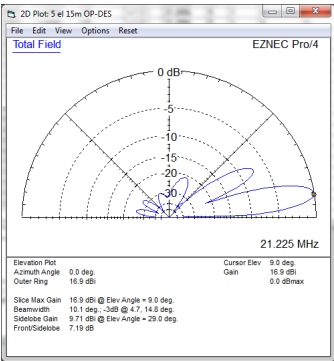 2D Plot: 5 el 15m OP-DES
File Edit View Options Reset
Total Field EZNEC Pro/4
0 dB
-5
-10
-15
-20
-30
21.225 MHz
Elevation Plot Cursor Elev 9.0 deg.
Azimuth Angle 0.0 deg. Gain 16.9 dBi
Outer Ring 16.9 dBi 0.0 dBmax
Slice Max Gain 16.9 dBi @ Elev Angle = 9.0 deg.
Beamwidth 10.1 deg.; -3dB @ 4.7, 14.8 deg.
Sidelobe Gain 9.71 dBi @ Elev Angle = 29.0 deg.
Front/Sidelobe 7.19 dB